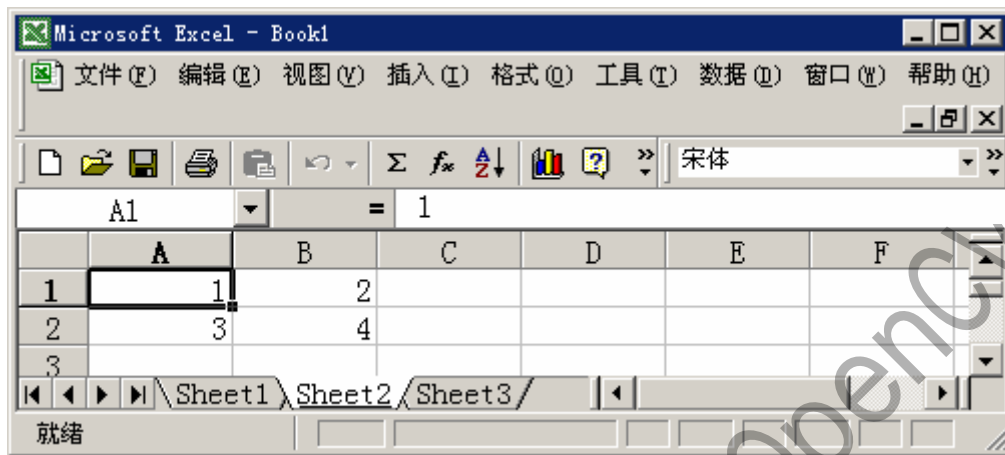 Microsoft Excel - Book1
文件(F) 编辑(E) 视图(V) 插入(I) 格式(O) 工具(T) 数据(D) 窗口(W) 帮助(H)
宋体
A1 = 1
A B C D E F
1 1 2
2 3 4
3
Sheet1 Sheet2 Sheet3
就绪
OpenCV